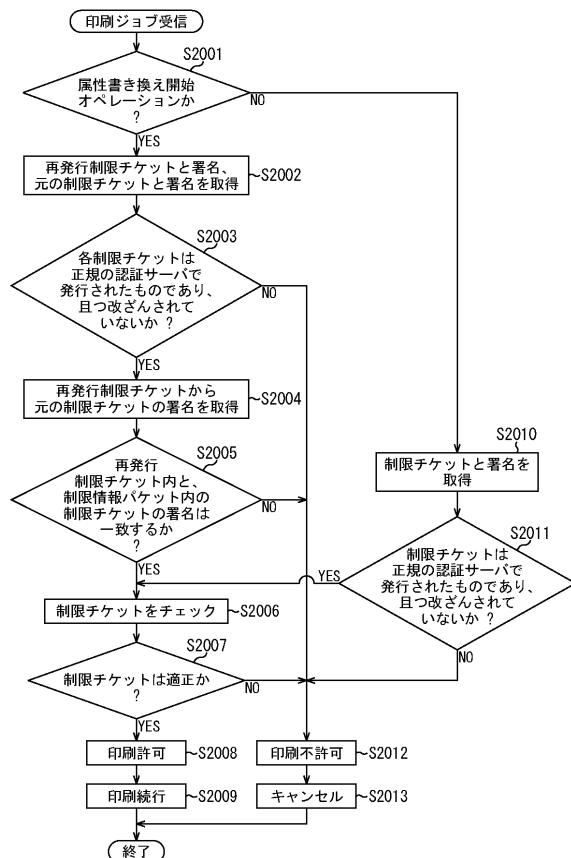 印刷ジョブ受信
S2001
属性書き換え開始
オペレーションか
?
NO
YES
再発行制限チケットと署名、
元の制限チケットと署名を取得
S2002
S2003
各制限チケットは
正規の認証サーバで
発行されたものであり、
且つ改ざんされて
いないか ?
NO
YES
再発行制限チケットから
元の制限チケットの署名を取得
S2004
S2005
再発行
制限チケット内と、
制限情報パケット内の
制限チケットの署名は
一致するか
?
NO
YES
S2010
制限チケットと署名を
取得
S2011
制限チケットは
正規の認証サーバで
発行されたものであり、
且つ改ざんされて
いないか ?
YES
NO
制限チケットをチェック
S2006
S2007
制限チケットは適正か
?
NO
YES
印刷許可
S2008
印刷不許可
S2012
印刷続行
S2009
キャンセル
S2013
終了